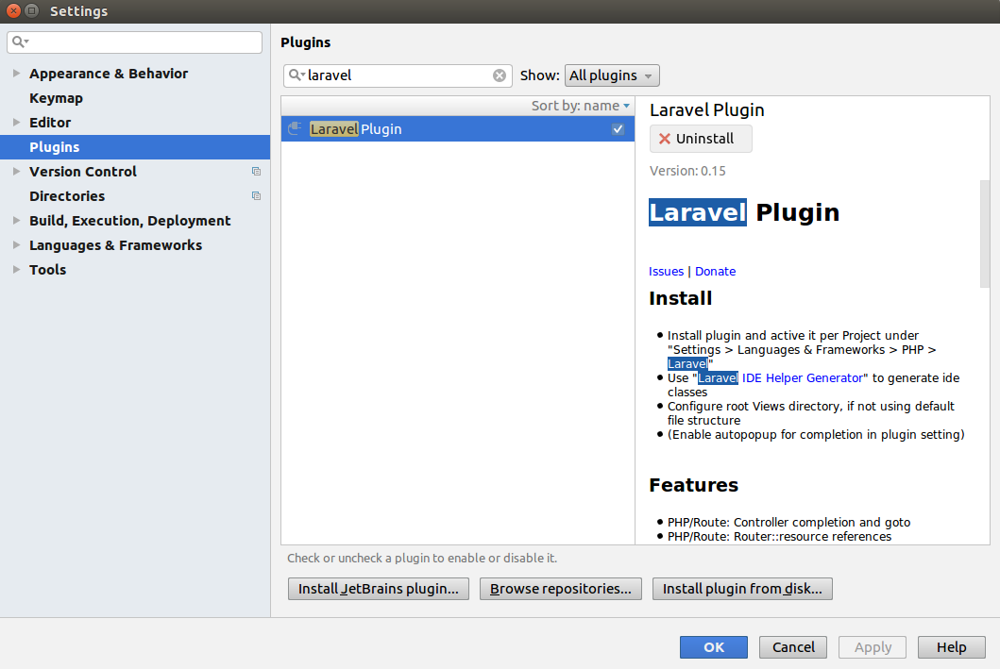 Settings
Appearance & Behavior
Keymap
Editor
Plugins
Version Control
Directories
Build, Execution, Deployment
Languages & Frameworks
Tools
Plugins
laravel
Show: All plugins
Sort by: name
Laravel Plugin
Laravel Plugin
Uninstall
Version: 0.15
Laravel Plugin
Issues | Donate
Install
Install plugin and active it per Project under
"Settings > Languages & Frameworks > PHP >
Laravel"
Use "Laravel IDE Helper Generator" to generate ide
classes
Configure root Views directory, if not using default
file structure
(Enable autopopup for completion in plugin setting)
Features
PHP/Route: Controller completion and goto
PHP/Route: Router::resource references
Check or uncheck a plugin to enable or disable it.
Install JetBrains plugin...
Browse repositories...
Install plugin from disk...
OK
Cancel
Apply
Help